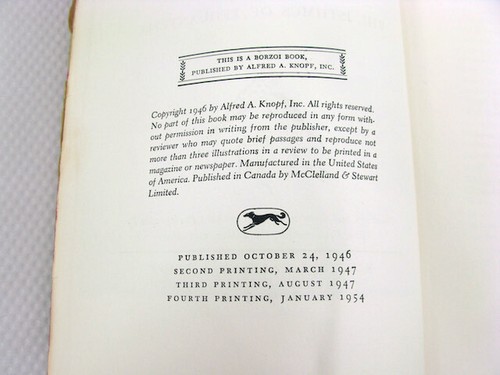 THIS IS A BORZOI BOOK,
PUBLISHED BY ALFRED A. KNOPF, INC.
Copyright 1946 by Alfred A. Knopf, Inc. All rights reserved.
No part of this book may be reproduced in any form with-
out permission in writing from the publisher, except by a
reviewer who may quote brief passages and reproduce not
more than three illustrations in a review to be printed in a
magazine or newspaper. Manufactured in the United States
of America. Published in Canada by McClelland & Stewart
Limited.
PUBLISHED OCTOBER 24, 1946
SECOND PRINTING, MARCH 1947
THIRD PRINTING, AUGUST 1947
FOURTH PRINTING, JANUARY 1954